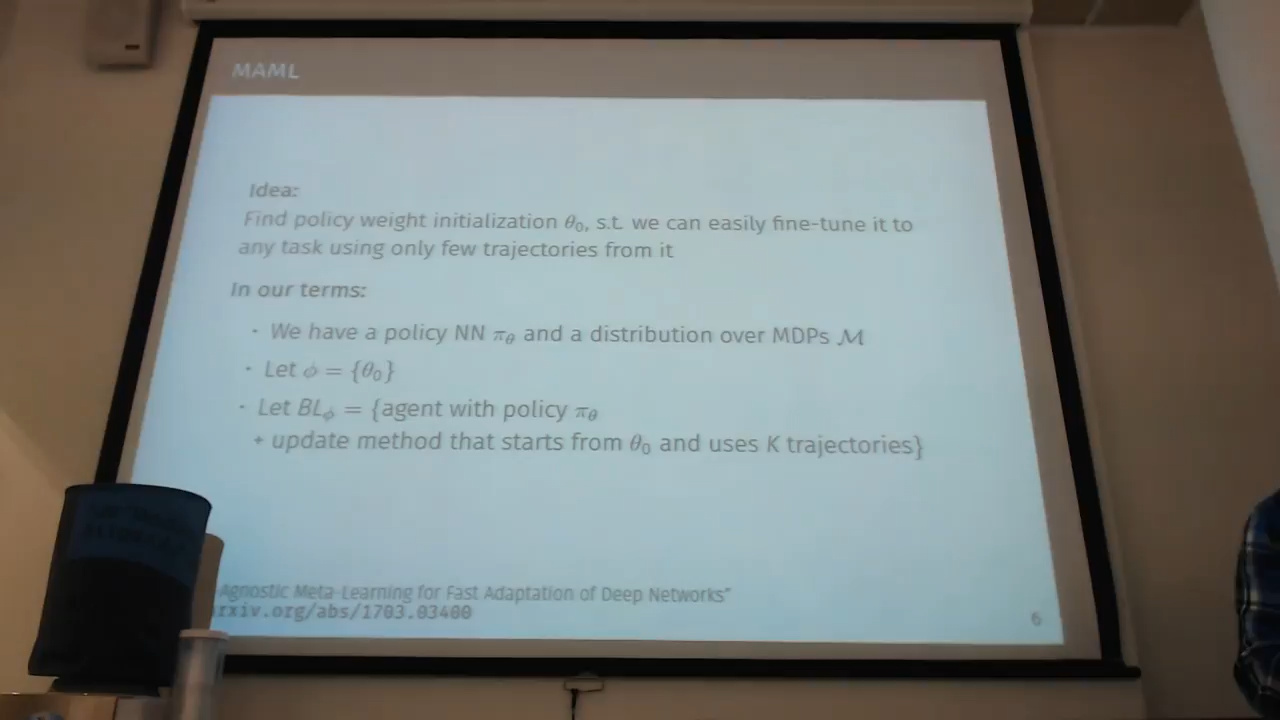 MAML
Idea:
Find policy weight initialization θ₀, s.t. we can easily fine-tune it to
any task using only few trajectories from it
In our terms:
· We have a policy NN π_θ and a distribution over MDPs ℳ
· Let ϕ = {θ₀}
· Let BL_ϕ = {agent with policy π_θ
+ update method that starts from θ₀ and uses K trajectories}
Agnostic Meta-Learning for Fast Adaptation of Deep Networks"
rxiv.org/abs/1703.03400
6